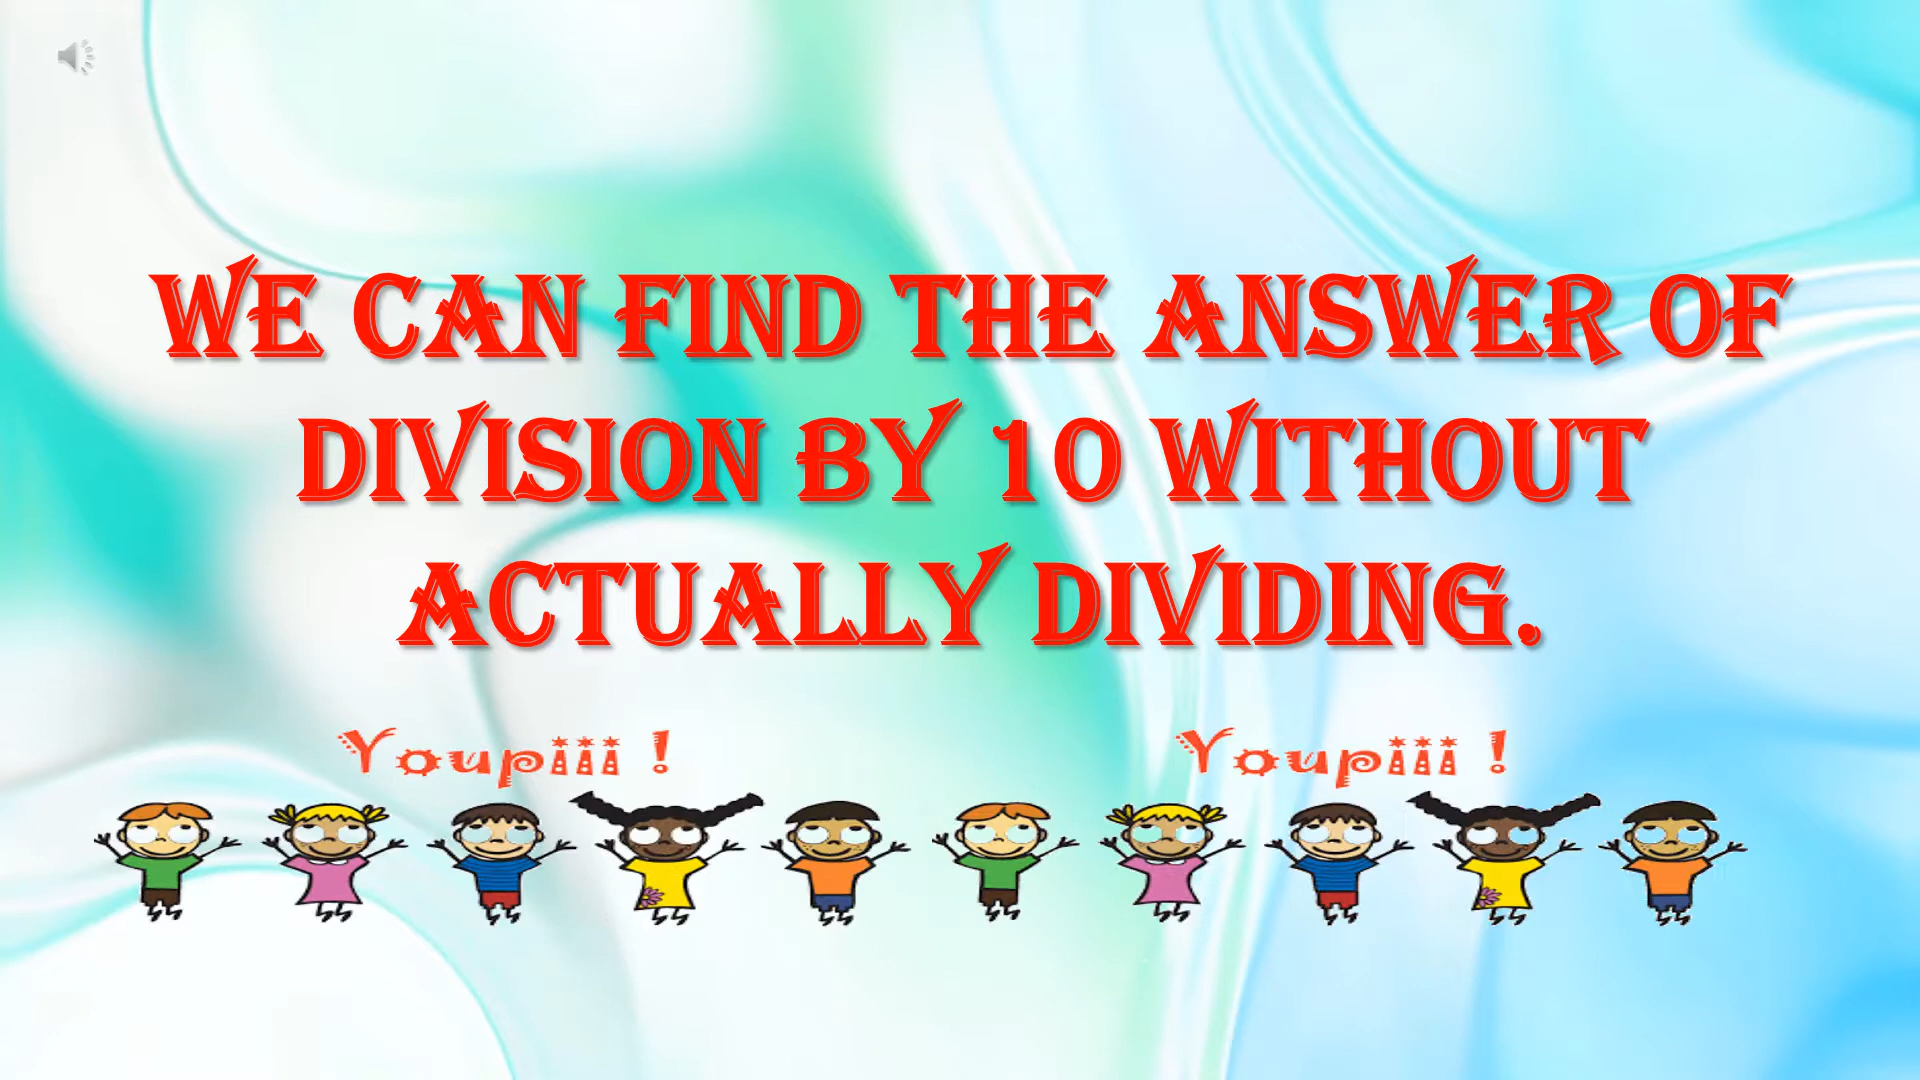 WE CAN FIND THE ANSWER OF
DIVISION BY 10 WITHOUT
ACTUALLY DIVIDING.
Youpiii ! Youpiii !